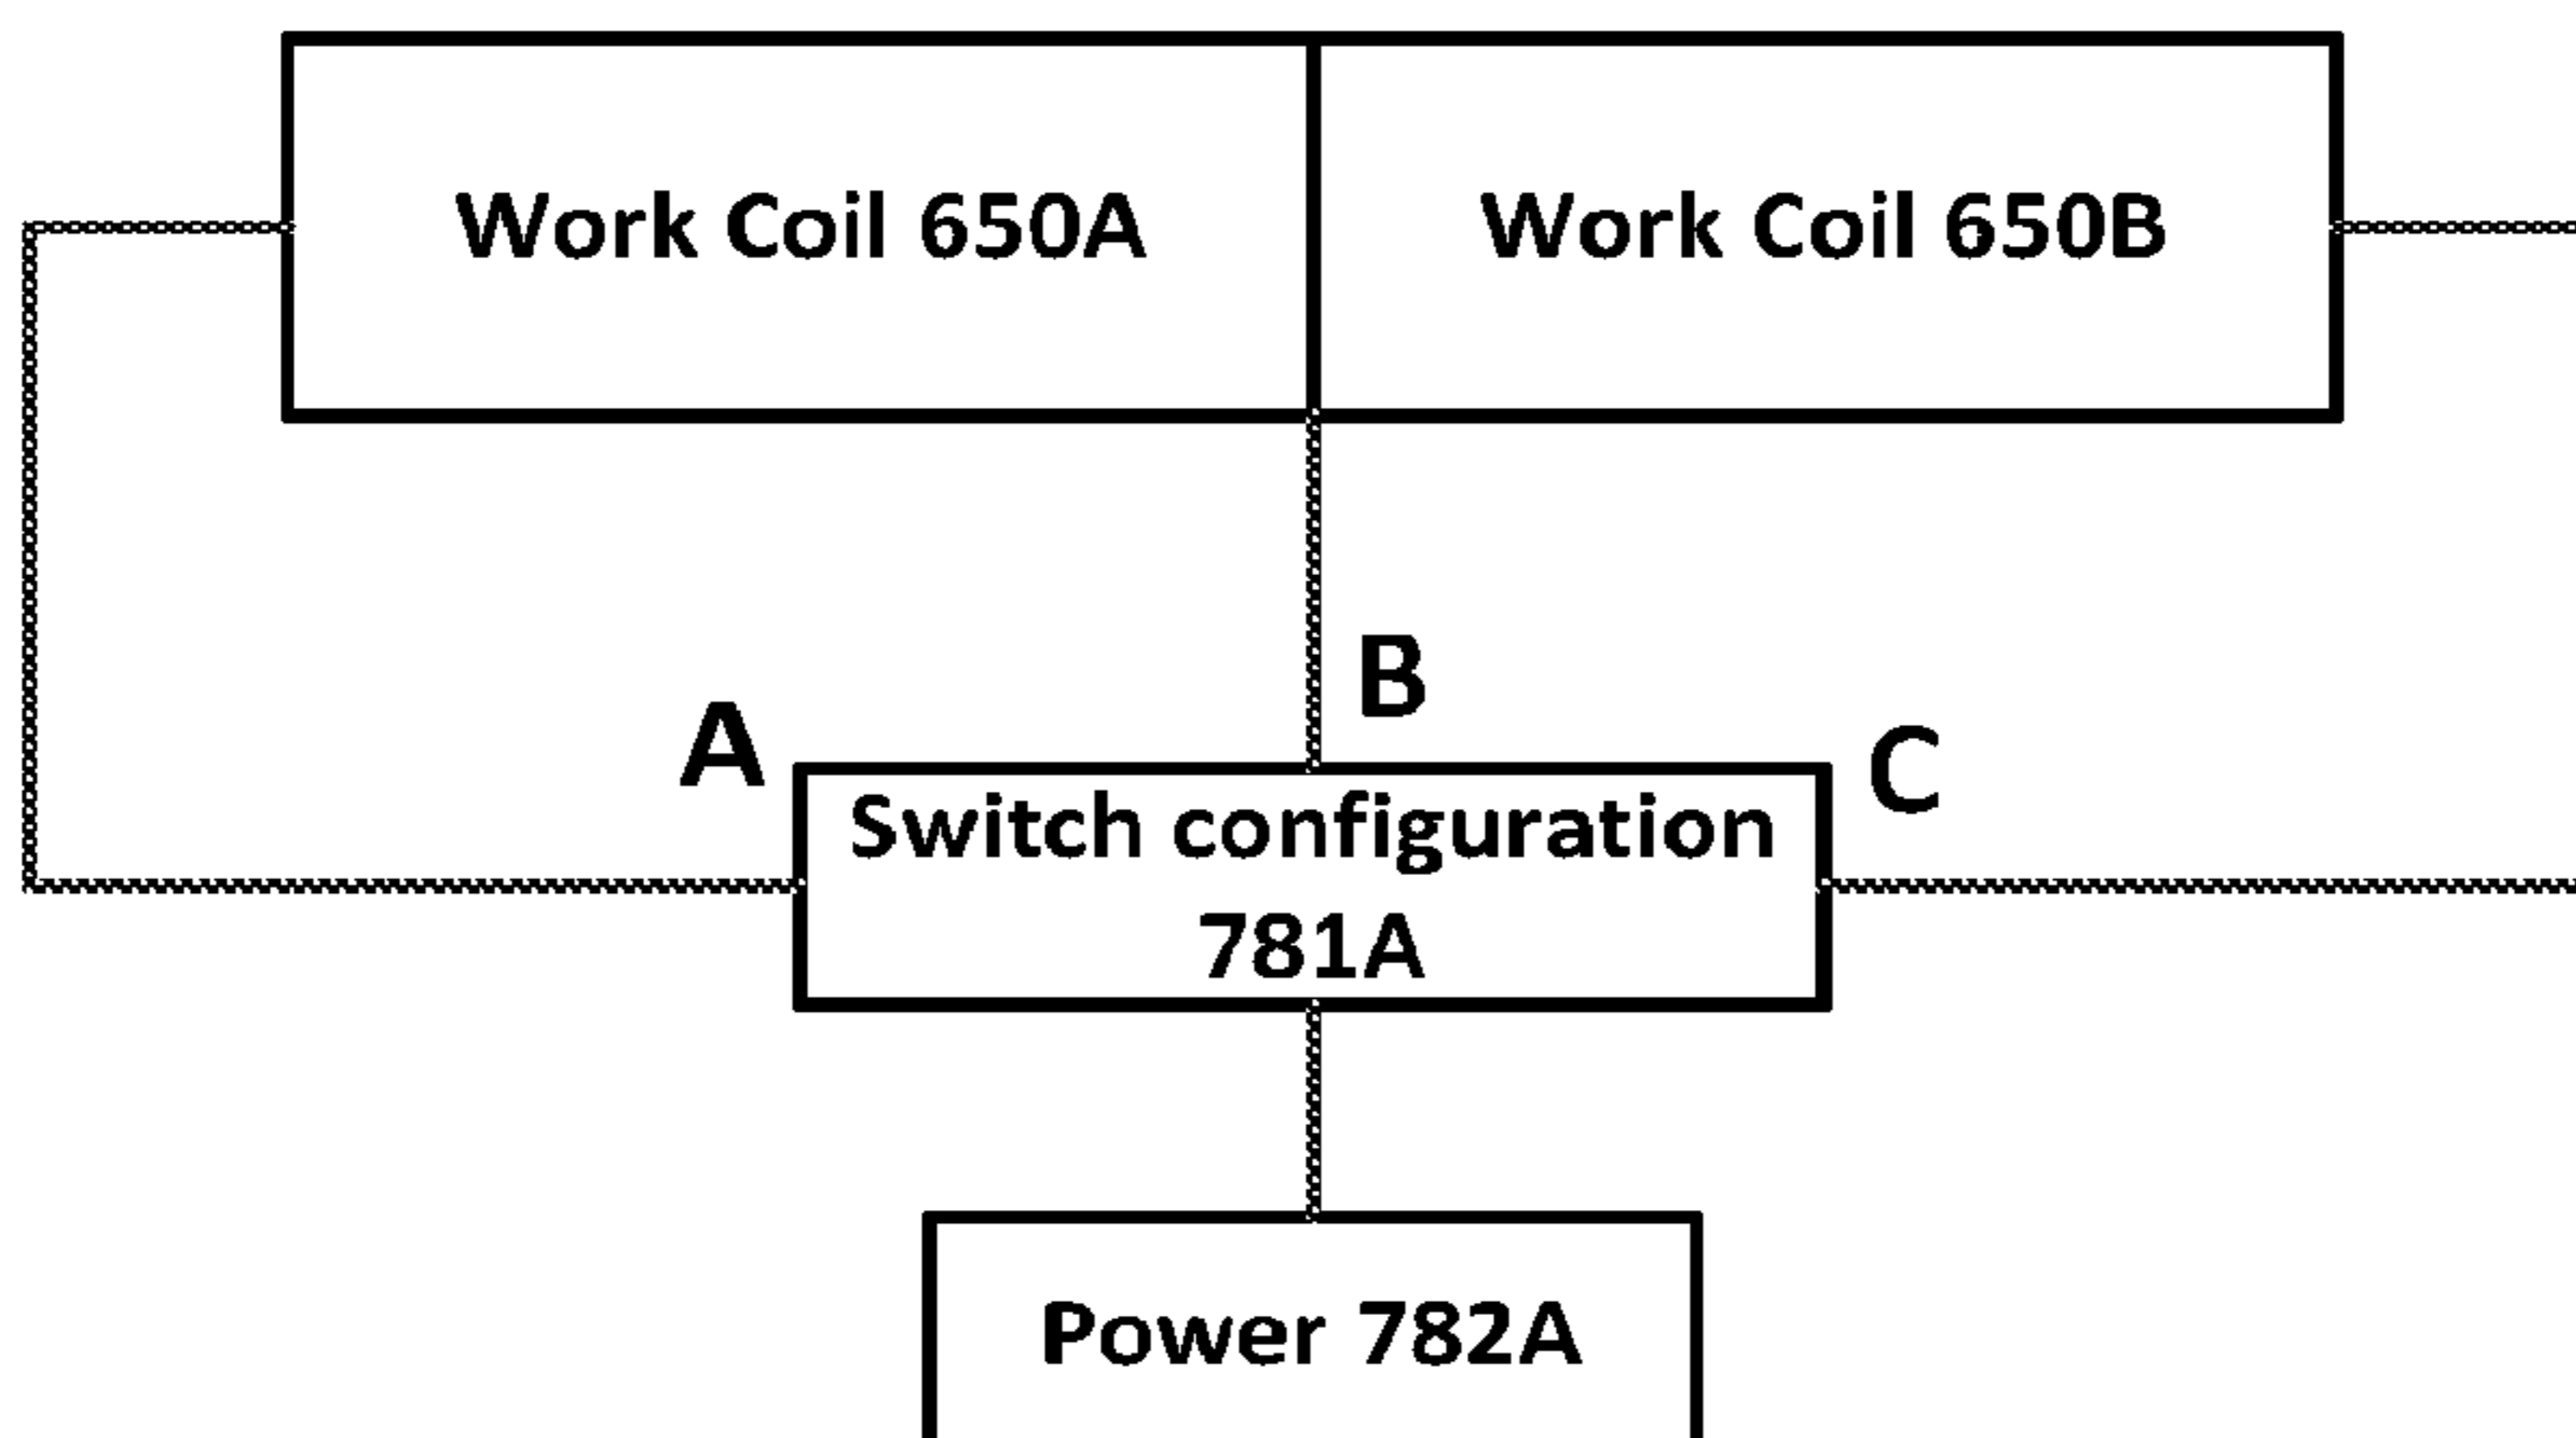 Work Coil 650A
Work Coil 650B
B
A
C
Switch configuration
781A
Power 782A